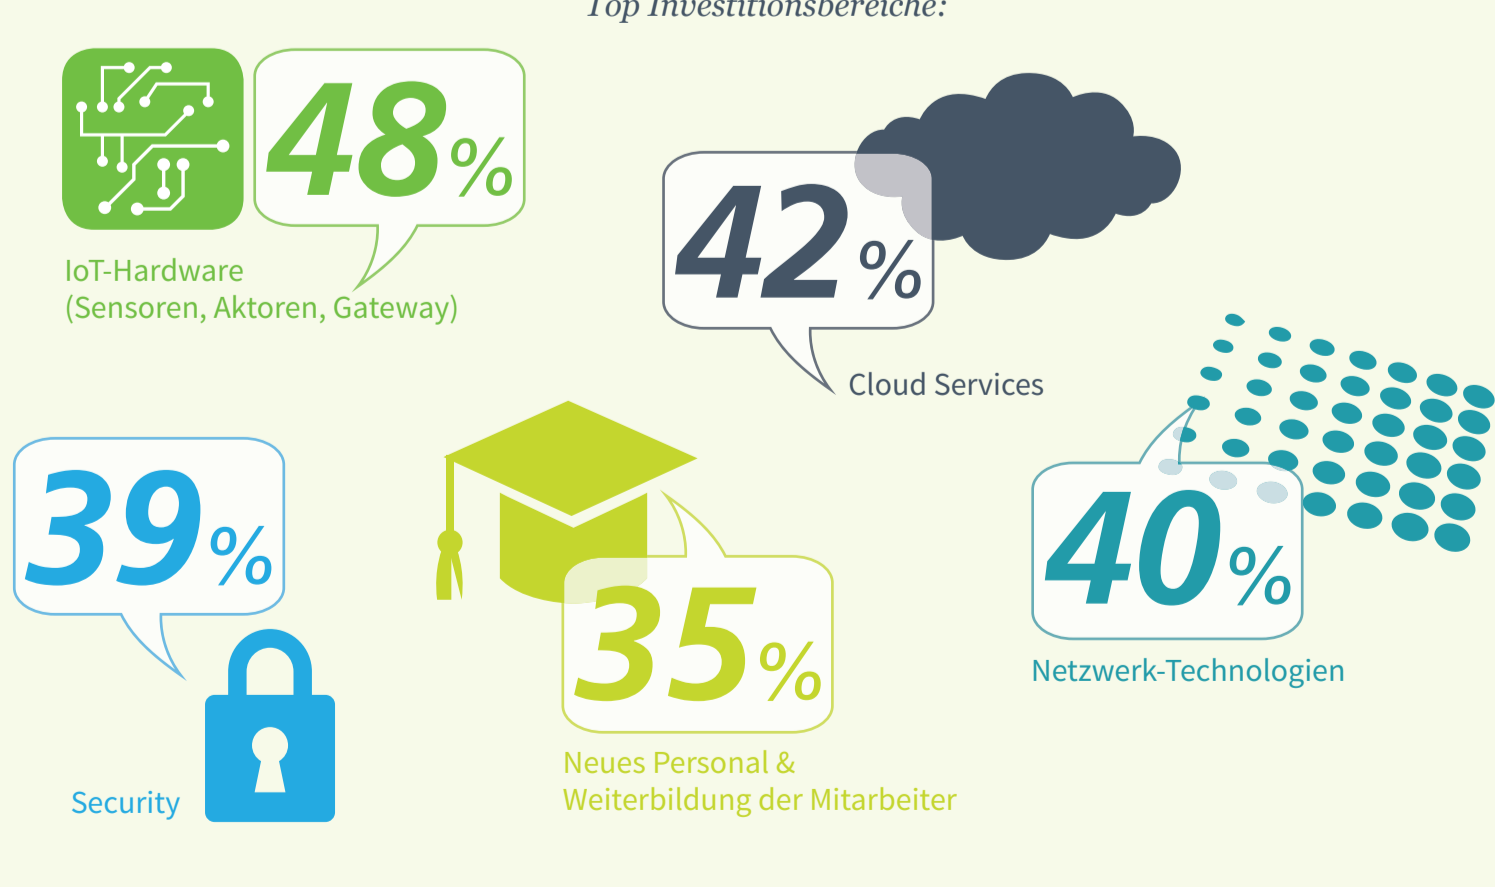 Top Investitionsbereiche:
48%
IoT-Hardware
(Sensoren, Aktoren, Gateway)
42%
Cloud Services
39%
Security
35%
Neues Personal &
Weiterbildung der Mitarbeiter
40%
Netzwerk-Technologien